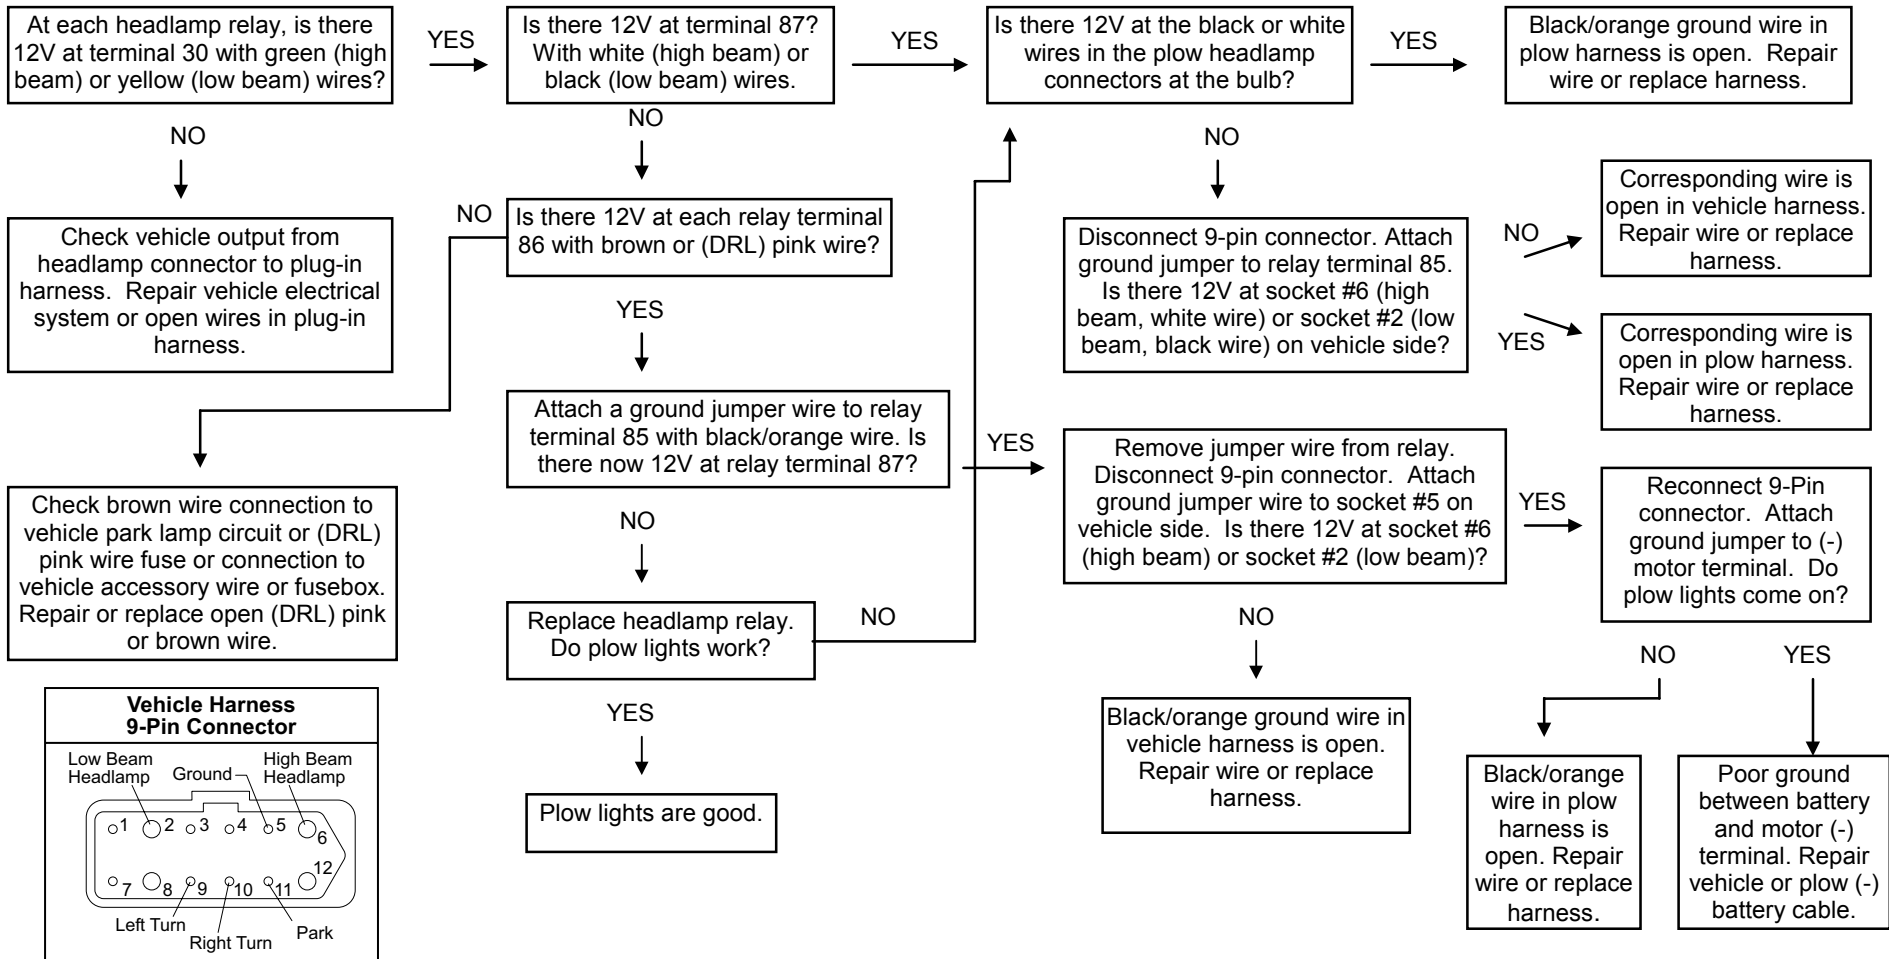 At each headlamp relay, is there
12V at terminal 30 with green (high
beam) or yellow (low beam) wires?
YES
Is there 12V at terminal 87?
With white (high beam) or
black (low beam) wires.
YES
Is there 12V at the black or white
wires in the plow headlamp
connectors at the bulb?
YES
Black/orange ground wire in
plow harness is open. Repair
wire or replace harness.
NO
NO
NO
Check vehicle output from
headlamp connector to plug-in
harness. Repair vehicle electrical
system or open wires in plug-in
harness.
NO
Is there 12V at each relay terminal
86 with brown or (DRL) pink wire?
YES
Disconnect 9-pin connector. Attach
ground jumper to relay terminal 85.
Is there 12V at socket #6 (high
beam, white wire) or socket #2 (low
beam, black wire) on vehicle side?
NO
YES
Corresponding wire is
open in vehicle harness.
Repair wire or replace
harness.
Corresponding wire is
open in plow harness.
Repair wire or replace
harness.
Attach a ground jumper wire to relay
terminal 85 with black/orange wire. Is
there now 12V at relay terminal 87?
YES
NO
Remove jumper wire from relay.
Disconnect 9-pin connector. Attach
ground jumper wire to socket #5 on
vehicle side. Is there 12V at socket #6
(high beam) or socket #2 (low beam)?
YES
NO
Reconnect 9-Pin
connector. Attach
ground jumper to (-)
motor terminal. Do
plow lights come on?
NO
YES
Check brown wire connection to
vehicle park lamp circuit or (DRL)
pink wire fuse or connection to
vehicle accessory wire or fusebox.
Repair or replace open (DRL) pink
or brown wire.
Replace headlamp relay.
Do plow lights work?
NO
YES
Plow lights are good.
Black/orange ground wire in
vehicle harness is open.
Repair wire or replace
harness.
Black/orange
wire in plow
harness is
open. Repair
wire or replace
harness.
Poor ground
between battery
and motor (-)
terminal. Repair
vehicle or plow (-)
battery cable.
Vehicle Harness
9-Pin Connector
Low Beam
Headlamp
Ground
High Beam
Headlamp
1 2 3 4 5 6
7 8 9 10 11 12
Left Turn
Right Turn
Park